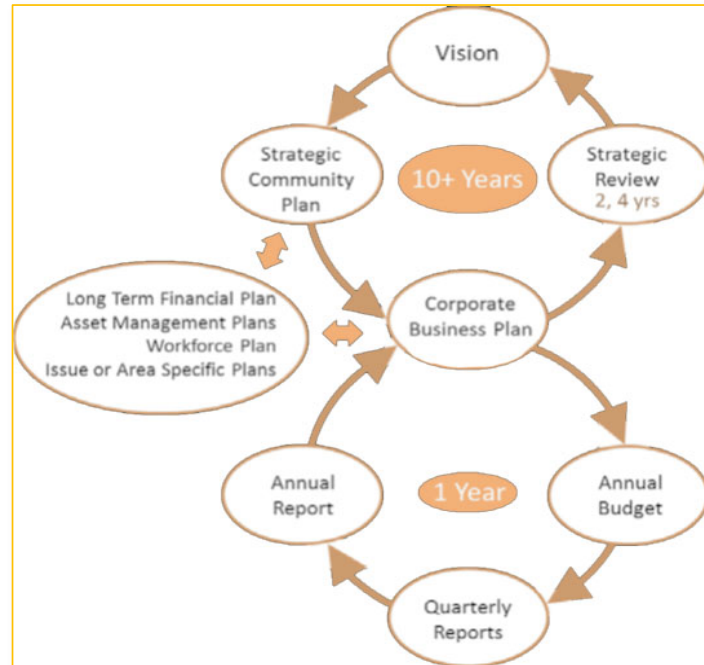 Vision
Strategic
Community
Plan
10+ Years
Strategic
Review
2, 4 yrs
Long Term Financial Plan
Asset Management Plans
Workforce Plan
Issue or Area Specific Plans
Corporate
Business Plan
Annual
Report
1 Year
Annual
Budget
Quarterly
Reports